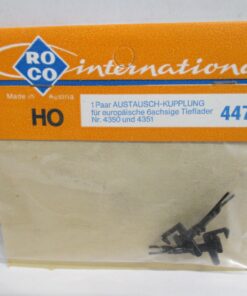 ROCO
internationa
Made in Austria
HO
1 Paar AUSTAUSCH-KUPPLUNG
für europäische 6achsige Tieflader
Nr. 4350 und 4351
447